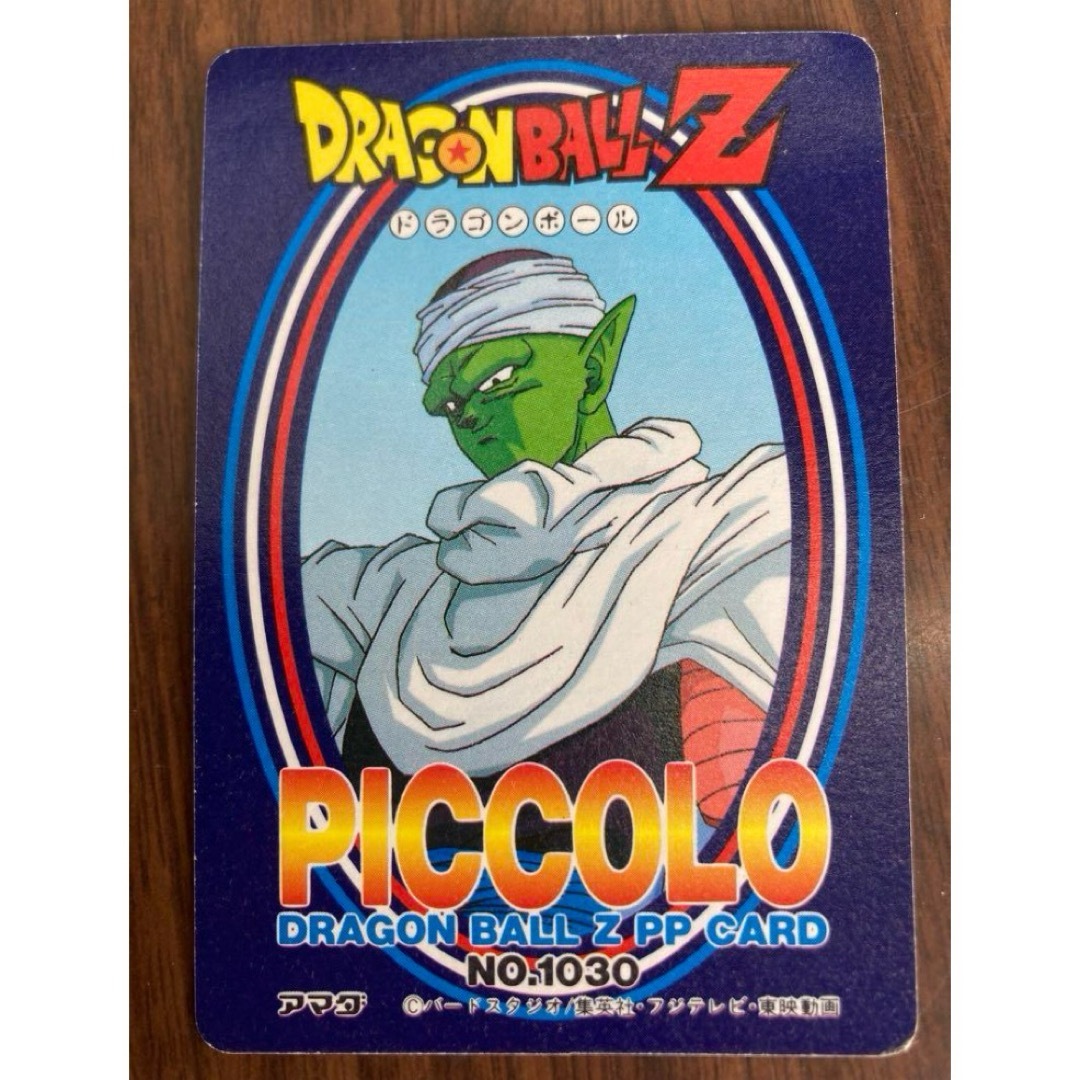 DRAGONBALL Z
ドラゴンボール
PICCOLO
DRAGON BALL Z PP CARD
NO.1030
アマダ ©バードスタジオ/集英社・フジテレビ・東映動画